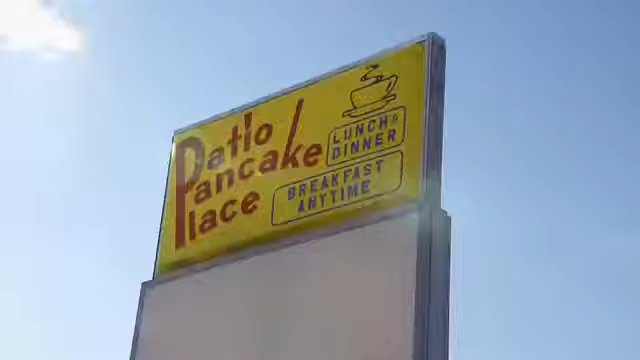 Patio
Pancake
Place
LUNCH &
DINNER
BREAKFAST
ANYTIME